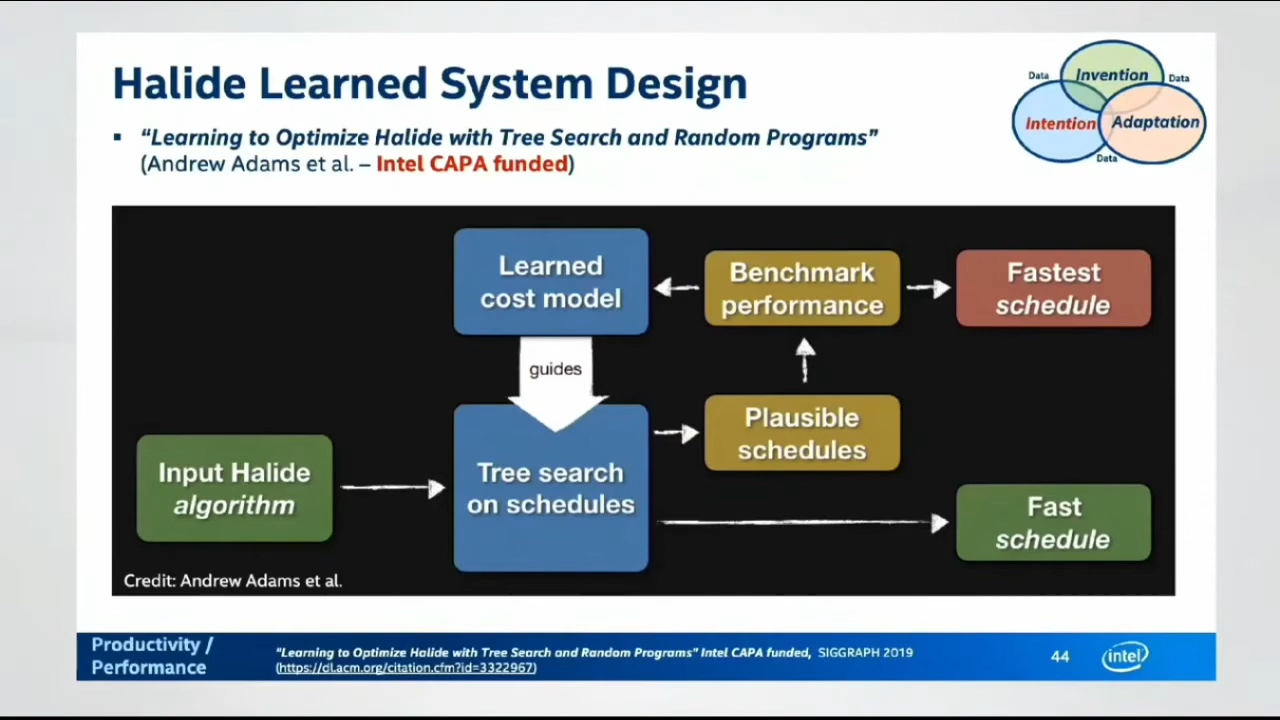 Halide Learned System Design
▪ “Learning to Optimize Halide with Tree Search and Random Programs”
(Andrew Adams et al. – Intel CAPA funded)
Data
Invention
Data
Intention
Adaptation
Data
Learned
cost model
Benchmark
performance
Fastest
schedule
guides
Plausible
schedules
Input Halide
algorithm
Tree search
on schedules
Fast
schedule
Credit: Andrew Adams et al.
Productivity /
Performance
“Learning to Optimize Halide with Tree Search and Random Programs” Intel CAPA funded, SIGGRAPH 2019
(https://dl.acm.org/citation.cfm?id=3322967)
44
intel